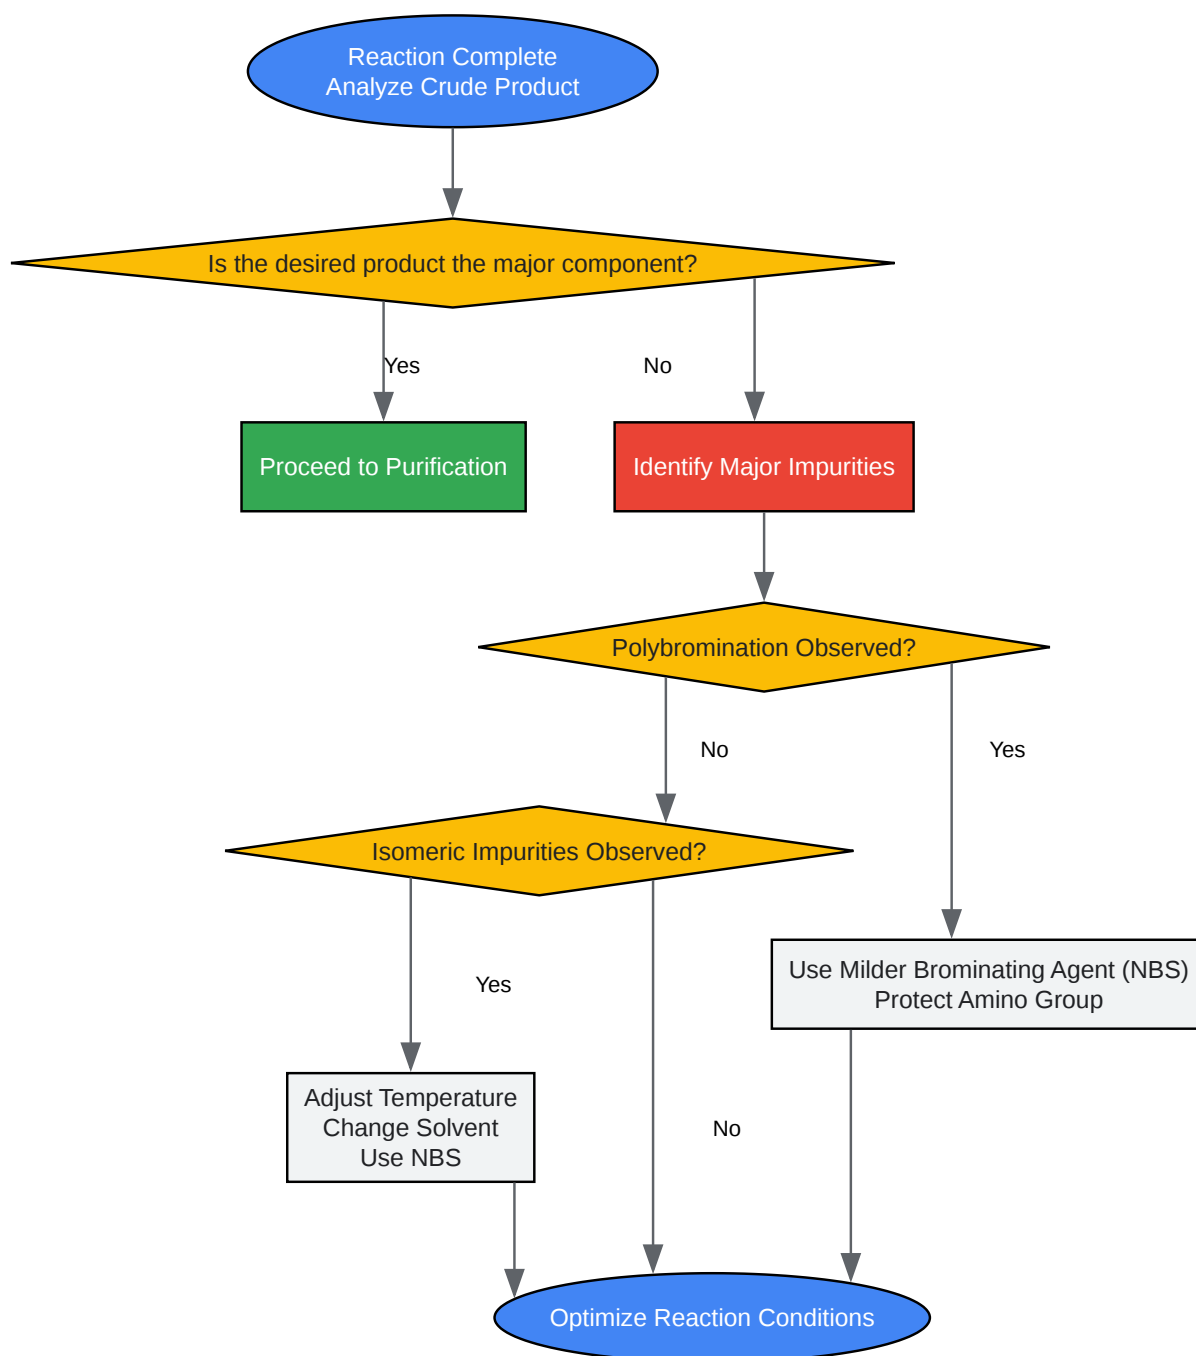 Reaction Complete
Analyze Crude Product
Is the desired product the major component?
Yes
No
Proceed to Purification
Identify Major Impurities
Polybromination Observed?
No
Yes
Isomeric Impurities Observed?
Use Milder Brominating Agent (NBS)
Protect Amino Group
Yes
Adjust Temperature
Change Solvent
Use NBS
No
Optimize Reaction Conditions